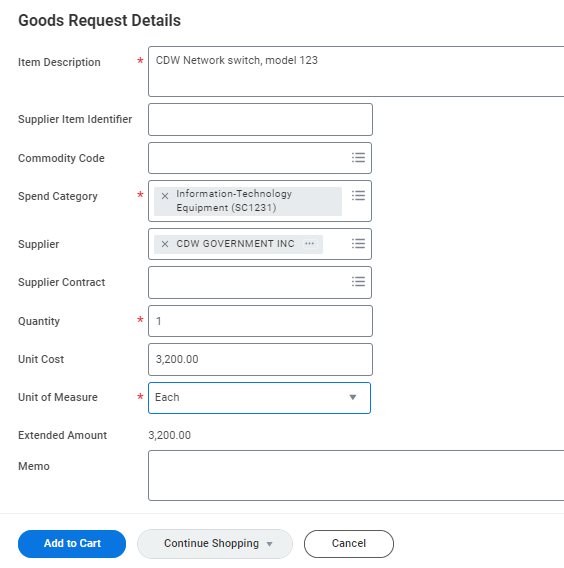 Goods Request Details
Item Description * CDW Network switch, model 123
Supplier Item Identifier
Commodity Code
Spend Category * × Information-Technology
Equipment (SC1231)
Supplier × CDW GOVERNMENT INC ...
Supplier Contract
Quantity * 1
Unit Cost 3,200.00
Unit of Measure * Each
Extended Amount 3,200.00
Memo
Add to Cart Continue Shopping Cancel